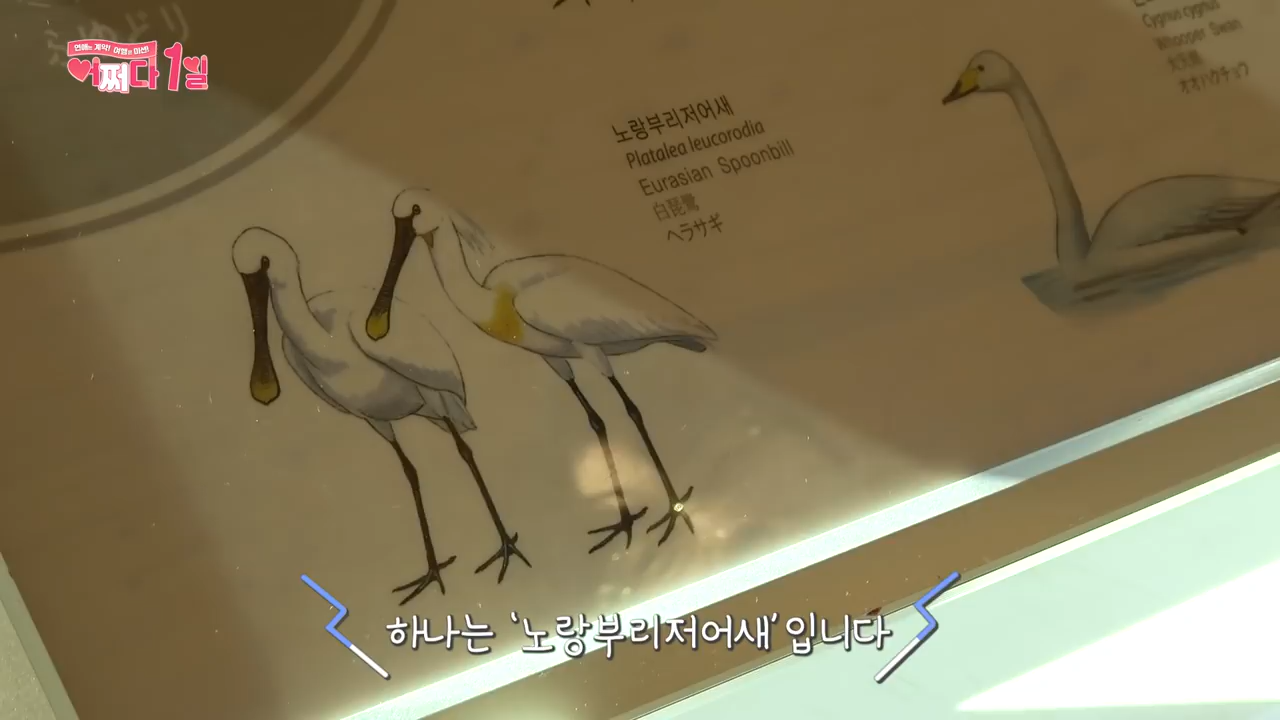 연애는 계약! 여행은 미션!
어쩌다 1일
노랑부리저어새
Platalea leucorodia
Eurasian Spoonbill
白琵鷺
ヘラサギ
Cygnus cygnus
Whooper Swan
大天鵝
オオハクチョウ
하나는 ‘노랑부리저어새’입니다